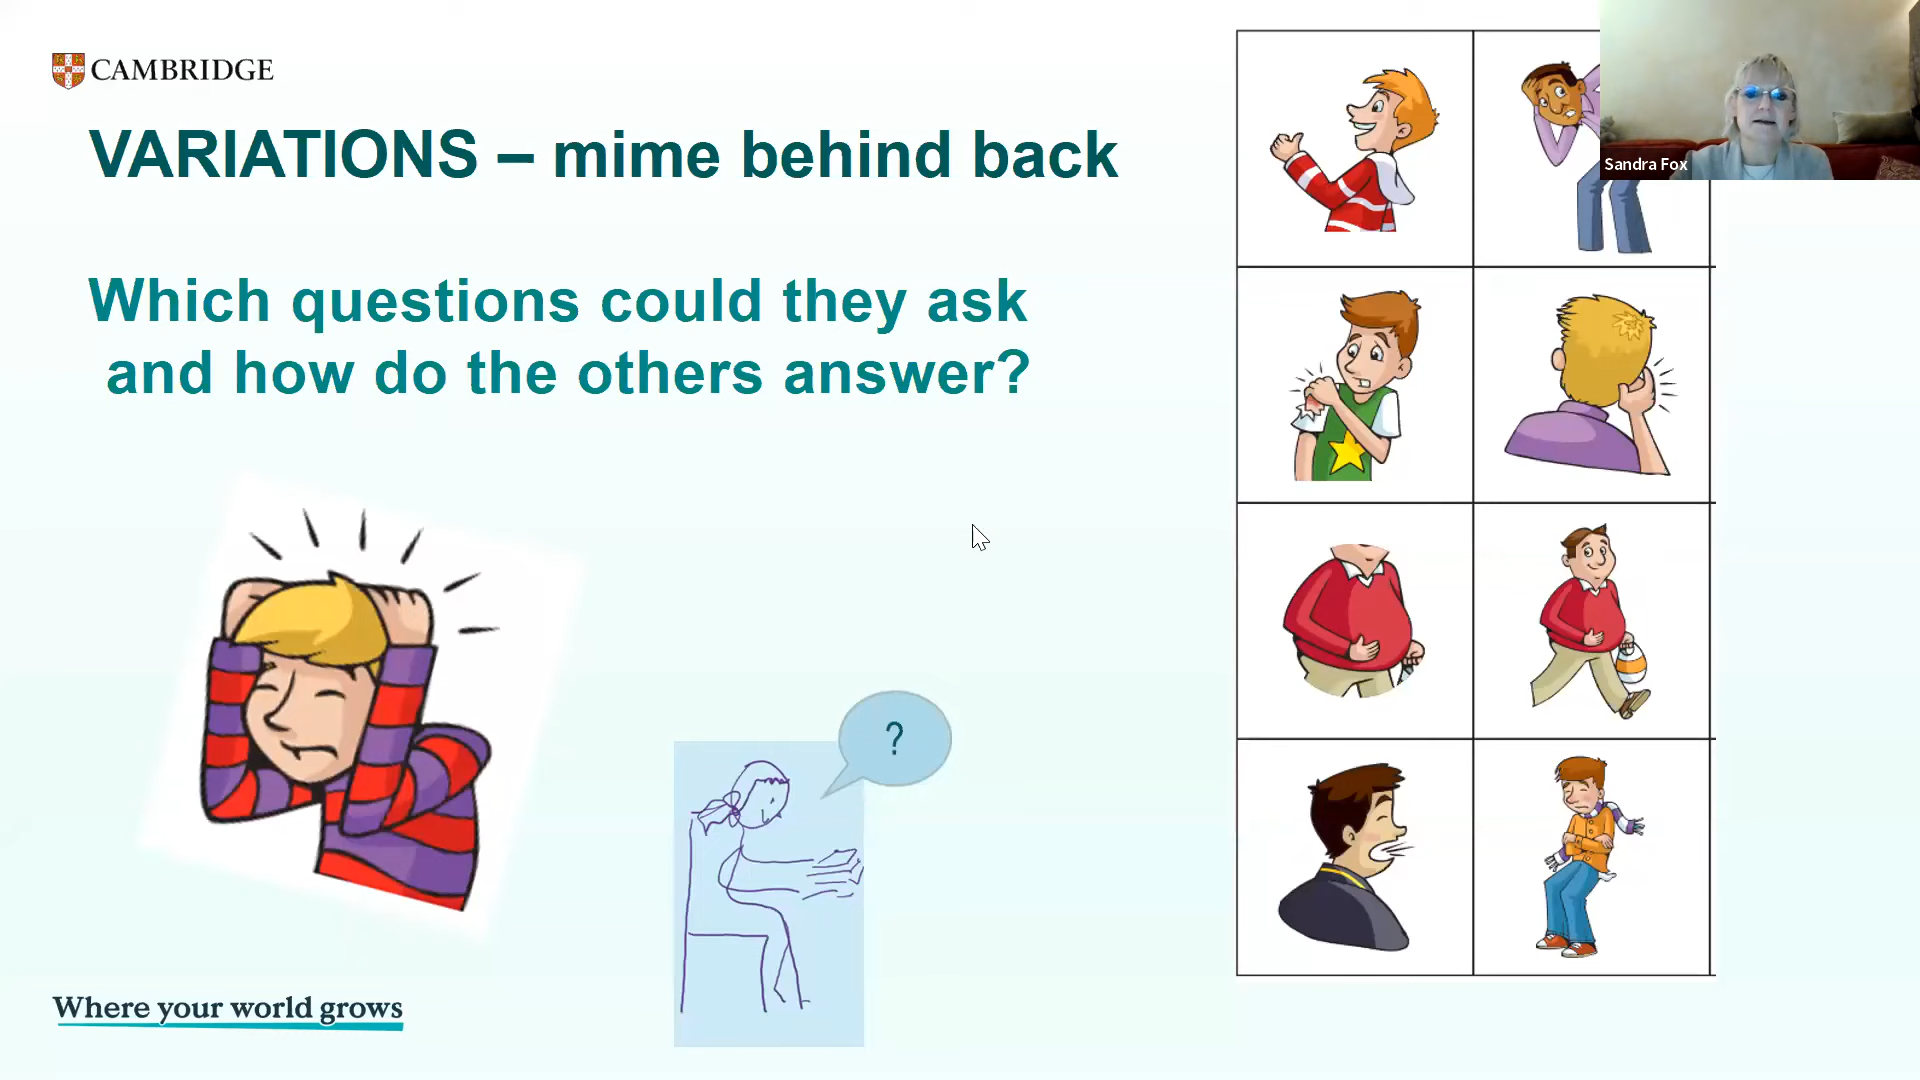 CAMBRIDGE
VARIATIONS – mime behind back
Which questions could they ask
and how do the others answer?
?
Where your world grows
Sandra Fox